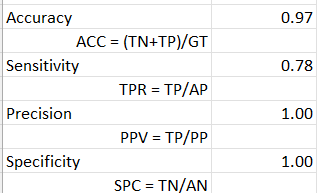 Accuracy 0.97
ACC = (TN+TP)/GT
Sensitivity 0.78
TPR = TP/AP
Precision 1.00
PPV = TP/PP
Specificity 1.00
SPC = TN/AN